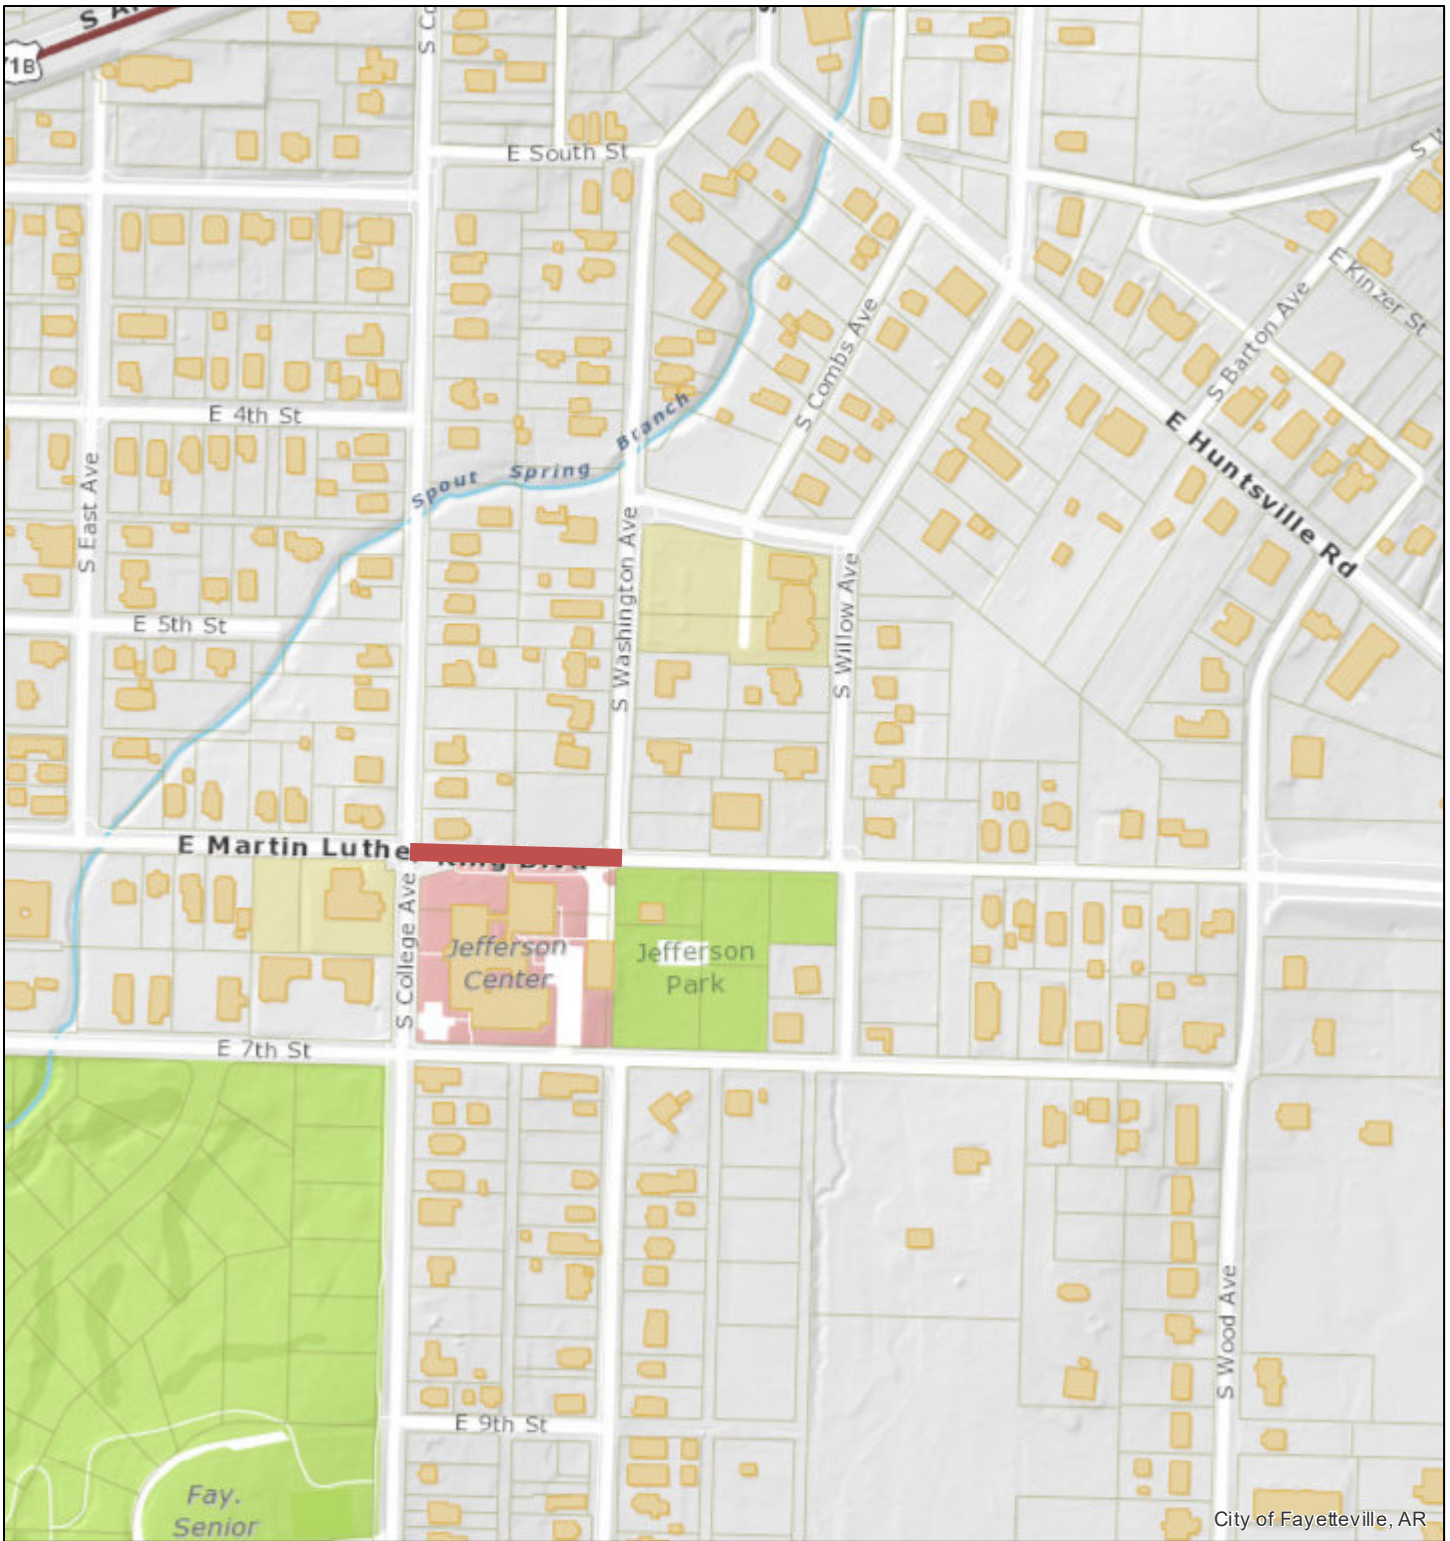 1B
E South St
E Kinzer St
S Barton Ave
S Combs Ave
E 4th St
Spout Spring Branch
E Huntsville Rd
S East Ave
S Washington Ave
S Willow Ave
E 5th St
E Martin Luthe
S College Ave
Jefferson
Center
Jefferson
Park
E 7th St
S Wood Ave
E 9th St
Fay.
Senior
City of Fayetteville, AR